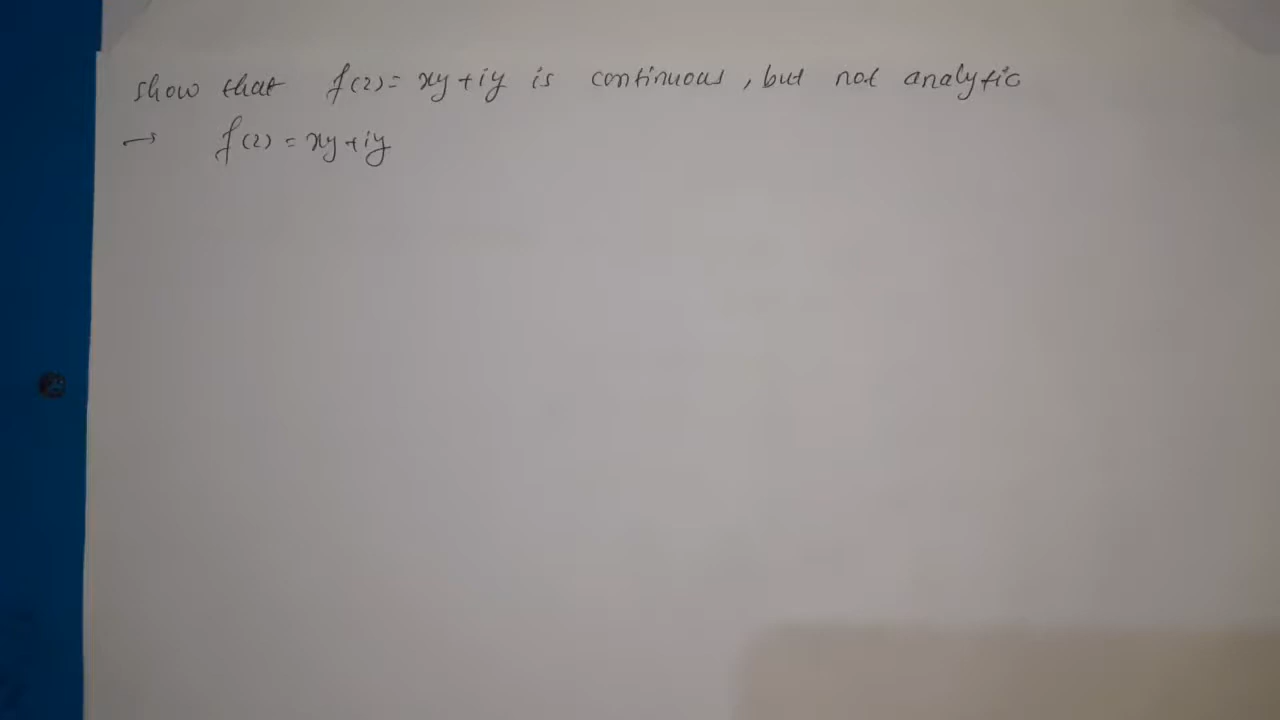 show that f(z)= xy+iy is continuous, but not analytic
→ f(z) = xy+iy